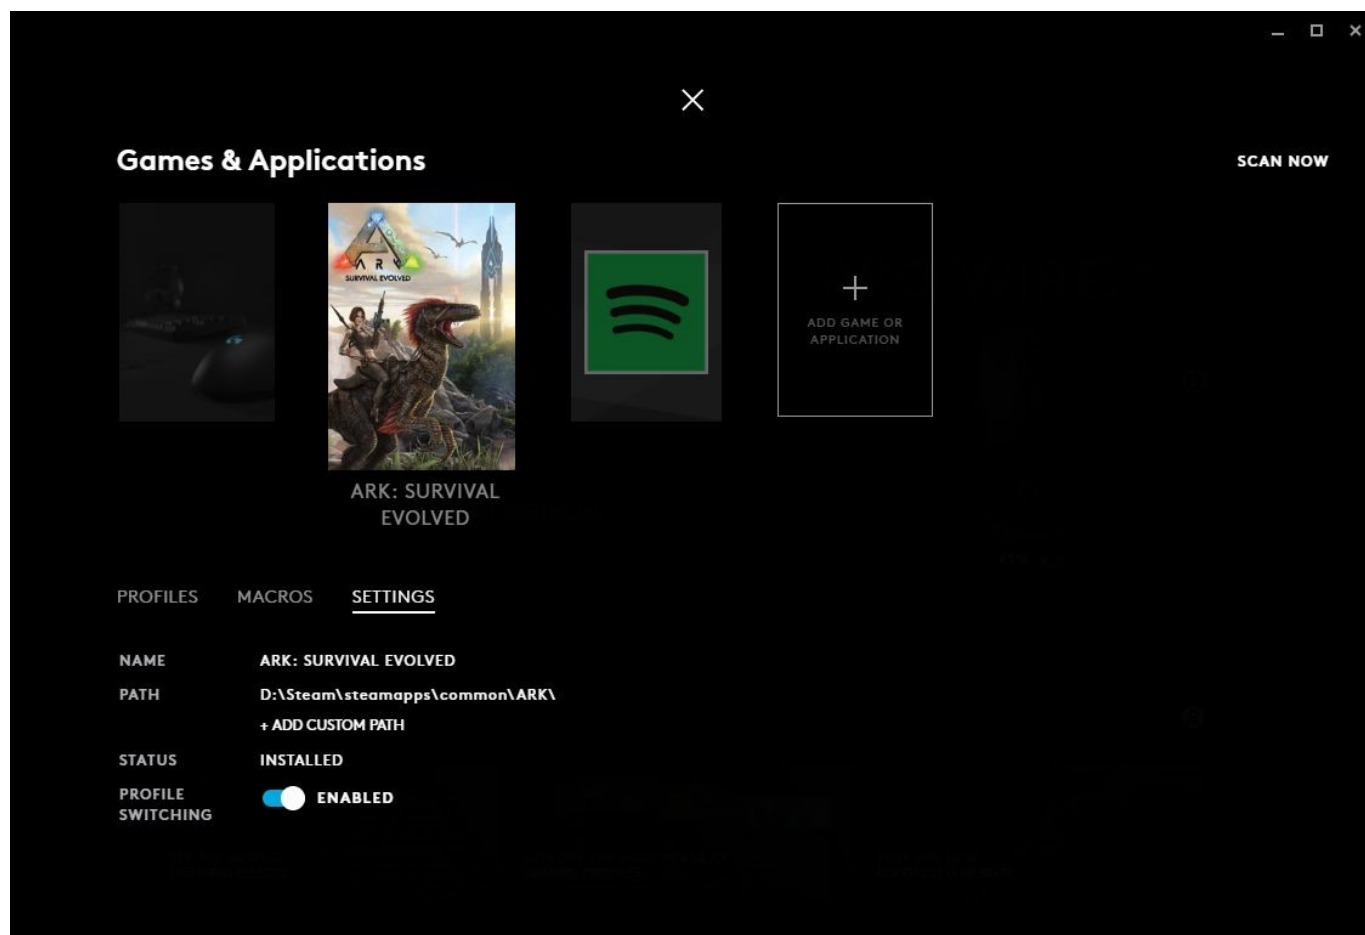 Games & Applications
SCAN NOW
ARK
SURVIVAL EVOLVED
ADD GAME OR
APPLICATION
ARK: SURVIVAL
EVOLVED
PROFILES MACROS SETTINGS
NAME ARK: SURVIVAL EVOLVED
PATH D:\Steam\steamapps\common\ARK\
+ ADD CUSTOM PATH
STATUS INSTALLED
PROFILE
SWITCHING
ENABLED